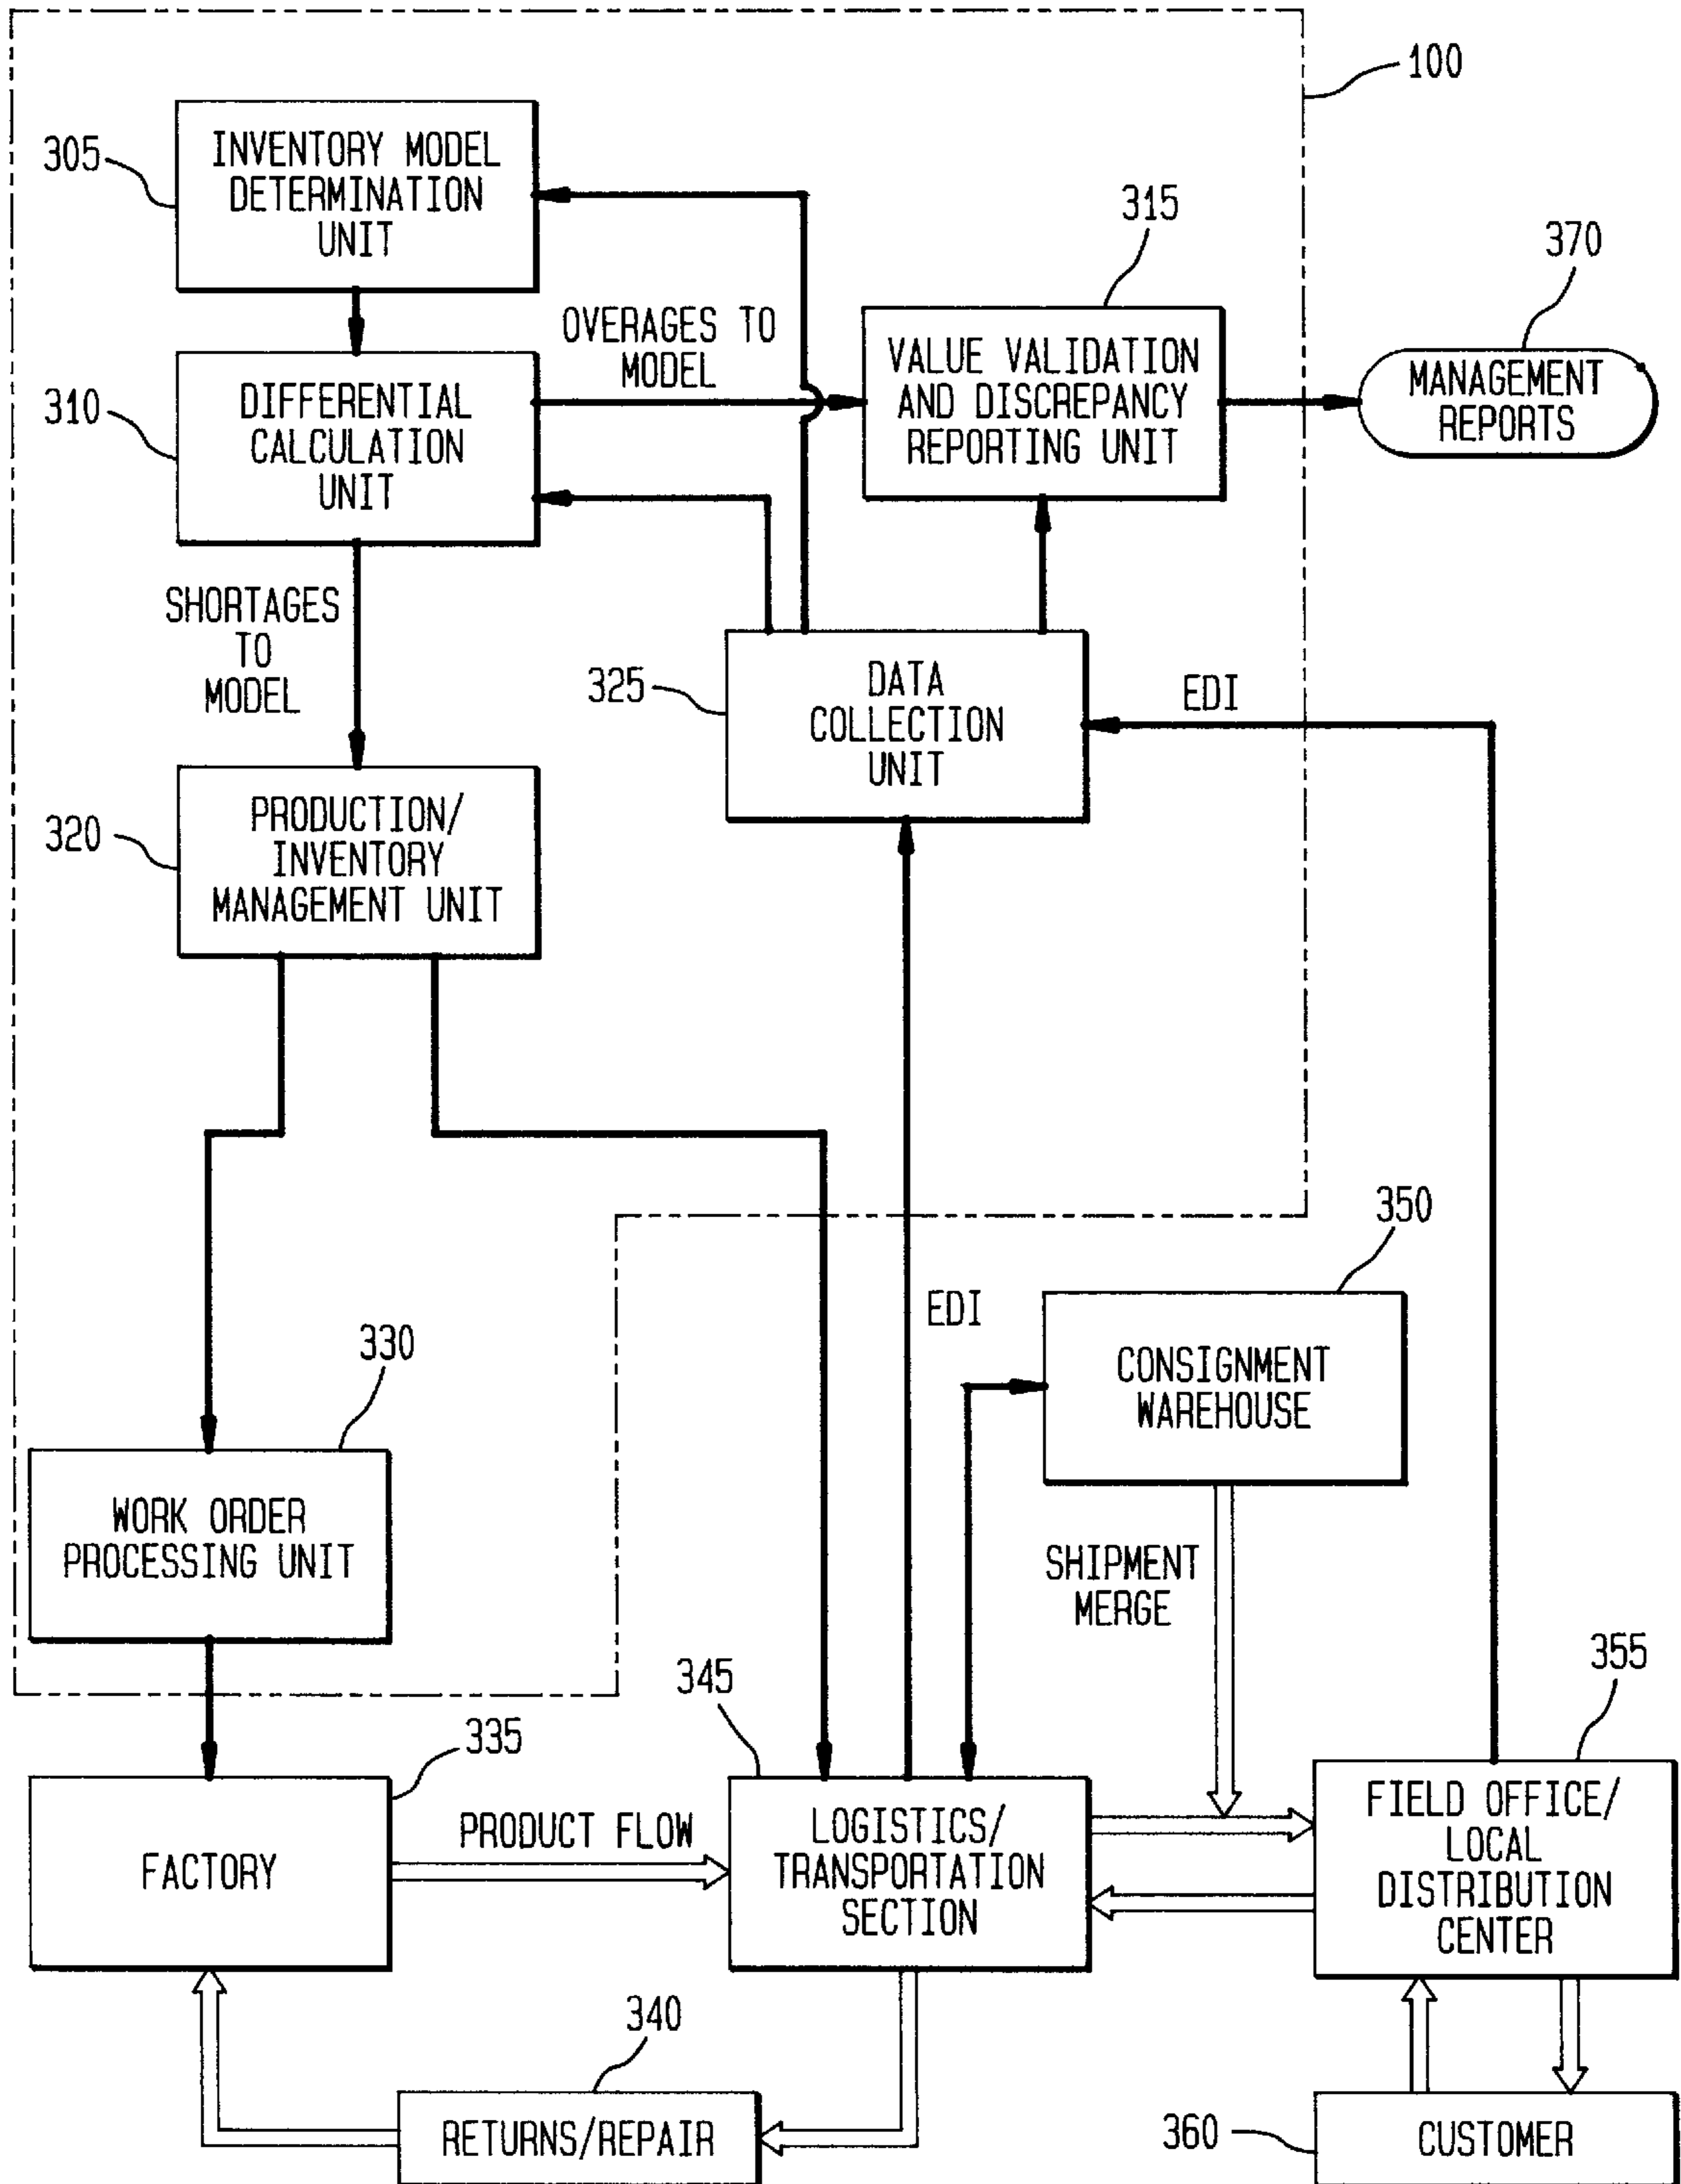 100
305
INVENTORY MODEL
DETERMINATION
UNIT
315
370
OVERAGES TO
MODEL
310
DIFFERENTIAL
CALCULATION
UNIT
VALUE VALIDATION
AND DISCREPANCY
REPORTING UNIT
MANAGEMENT
REPORTS
SHORTAGES
TO
MODEL
325
DATA
COLLECTION
UNIT
EDI
320
PRODUCTION/
INVENTORY
MANAGEMENT UNIT
350
EDI
330
CONSIGNMENT
WAREHOUSE
WORK ORDER
PROCESSING UNIT
SHIPMENT
MERGE
345
355
335
FACTORY
PRODUCT FLOW
LOGISTICS/
TRANSPORTATION
SECTION
FIELD OFFICE/
LOCAL
DISTRIBUTION
CENTER
340
RETURNS/REPAIR
360
CUSTOMER